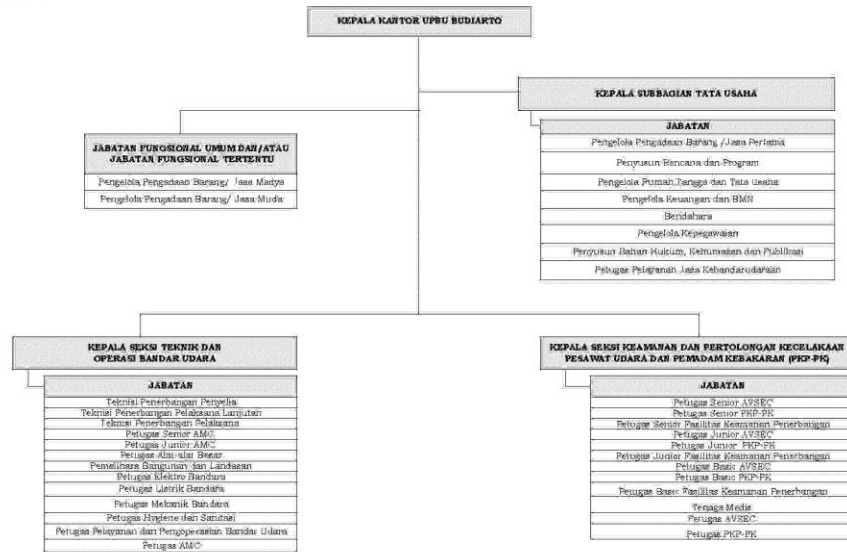 KEPALA KANTOR UPBU BUDIARTO
KEPALA SUBBAGIAN TATA USAHA
JABATAN
Pengelola Pengadaan Barang /Jasa Pertama
Penyusun Rencana dan Program
Pengelola Rumah Tangga dan Tata Usaha
Pengelola Keuangan dan BMN
Bendahara
Pengelola Kepegawaian
Penyusun Bahan Hukum, Kehumasan dan Publikasi
Petugas Pelayanan Jasa Kebandarudaraan
JABATAN FUNGSIONAL UMUM DAN/ATAU
JABATAN FUNGSIONAL TERTENTU
Pengelola Pengadaan Barang/ Jasa Madya
Pengelola Pengadaan Barang/ Jasa Muda
KEPALA SEKSI TEKNIK DAN
OPERASI BANDAR UDARA
JABATAN
Teknisi Penerbangan Penyelia
Teknisi Penerbangan Pelaksana Lanjutan
Teknisi Penerbangan Pelaksana
Petugas Senior AMC
Petugas Junior AMC
Petugas Alat-alat Besar
Pemelihara Bangunan dan Landasan
Petugas Elektro Bandara
Petugas Listrik Bandara
Petugas Mekanik Bandara
Petugas Hygiene dan Sanitasi
Petugas Pelayanan dan Pengoperasian Bandar Udara
Petugas AMC
KEPALA SEKSI KEAMANAN DAN PERTOLONGAN KECELAKAAN
PESAWAT UDARA DAN PEMADAM KEBAKARAN (PKP-PK)
JABATAN
Petugas Senior AVSEC
Petugas Senior PKP-PK
Petugas Senior Fasilitas Keamanan Penerbangan
Petugas Junior AVSEC
Petugas Junior PKP-PK
Petugas Junior Fasilitas Keamanan Penerbangan
Petugas Basic AVSEC
Petugas Basic PKP-PK
Petugas Basic Fasilitas Keamanan Penerbangan
Tenaga Medis
Petugas AVSEC
Petugas PKP-PK